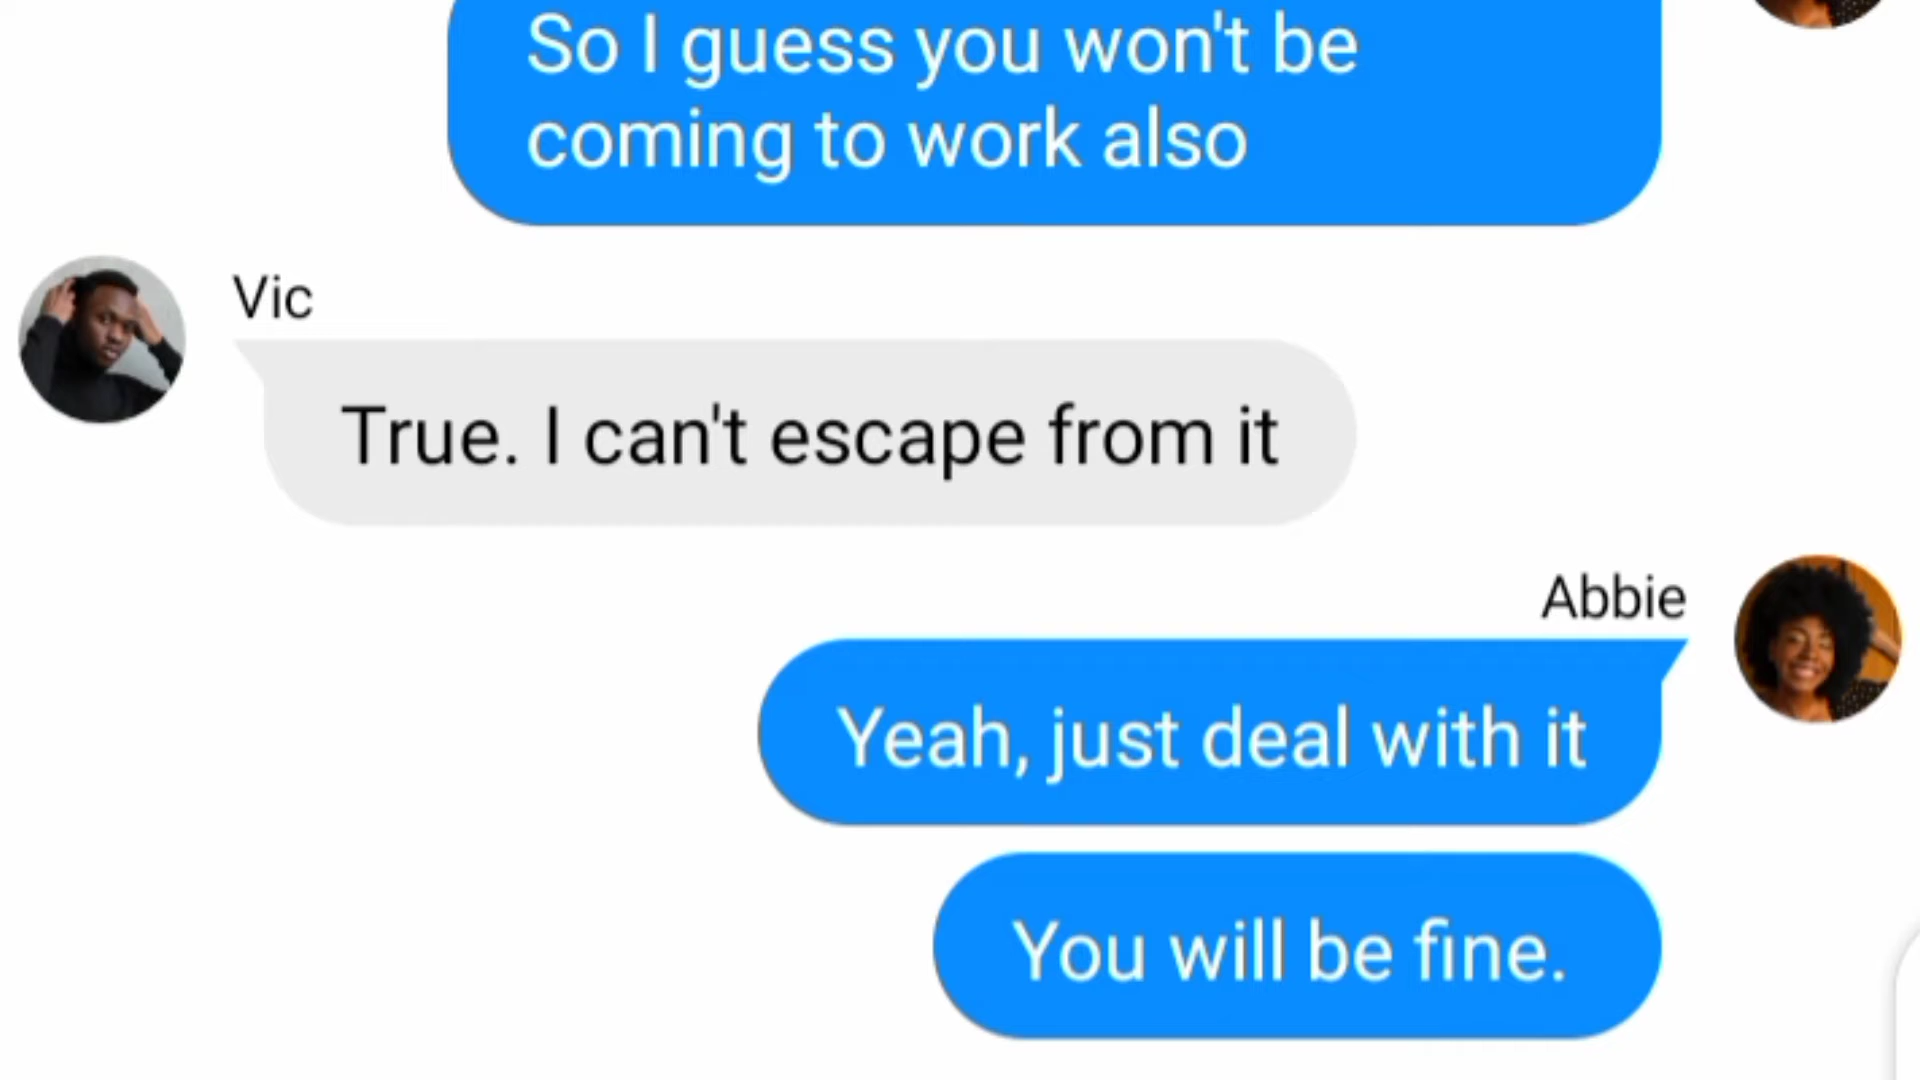 So I guess you won't be
coming to work also
Vic
True. I can't escape from it
Abbie
Yeah, just deal with it
You will be fine.